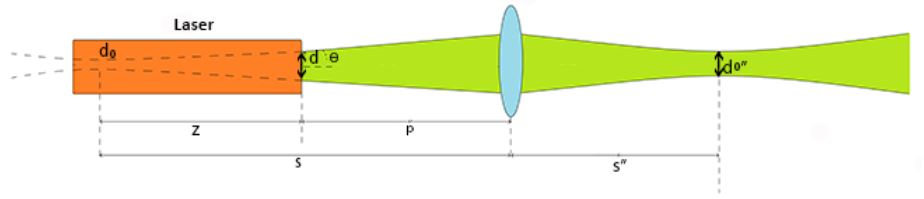 Laser
d₀
d
θ
d₀″
z
p
s
s″